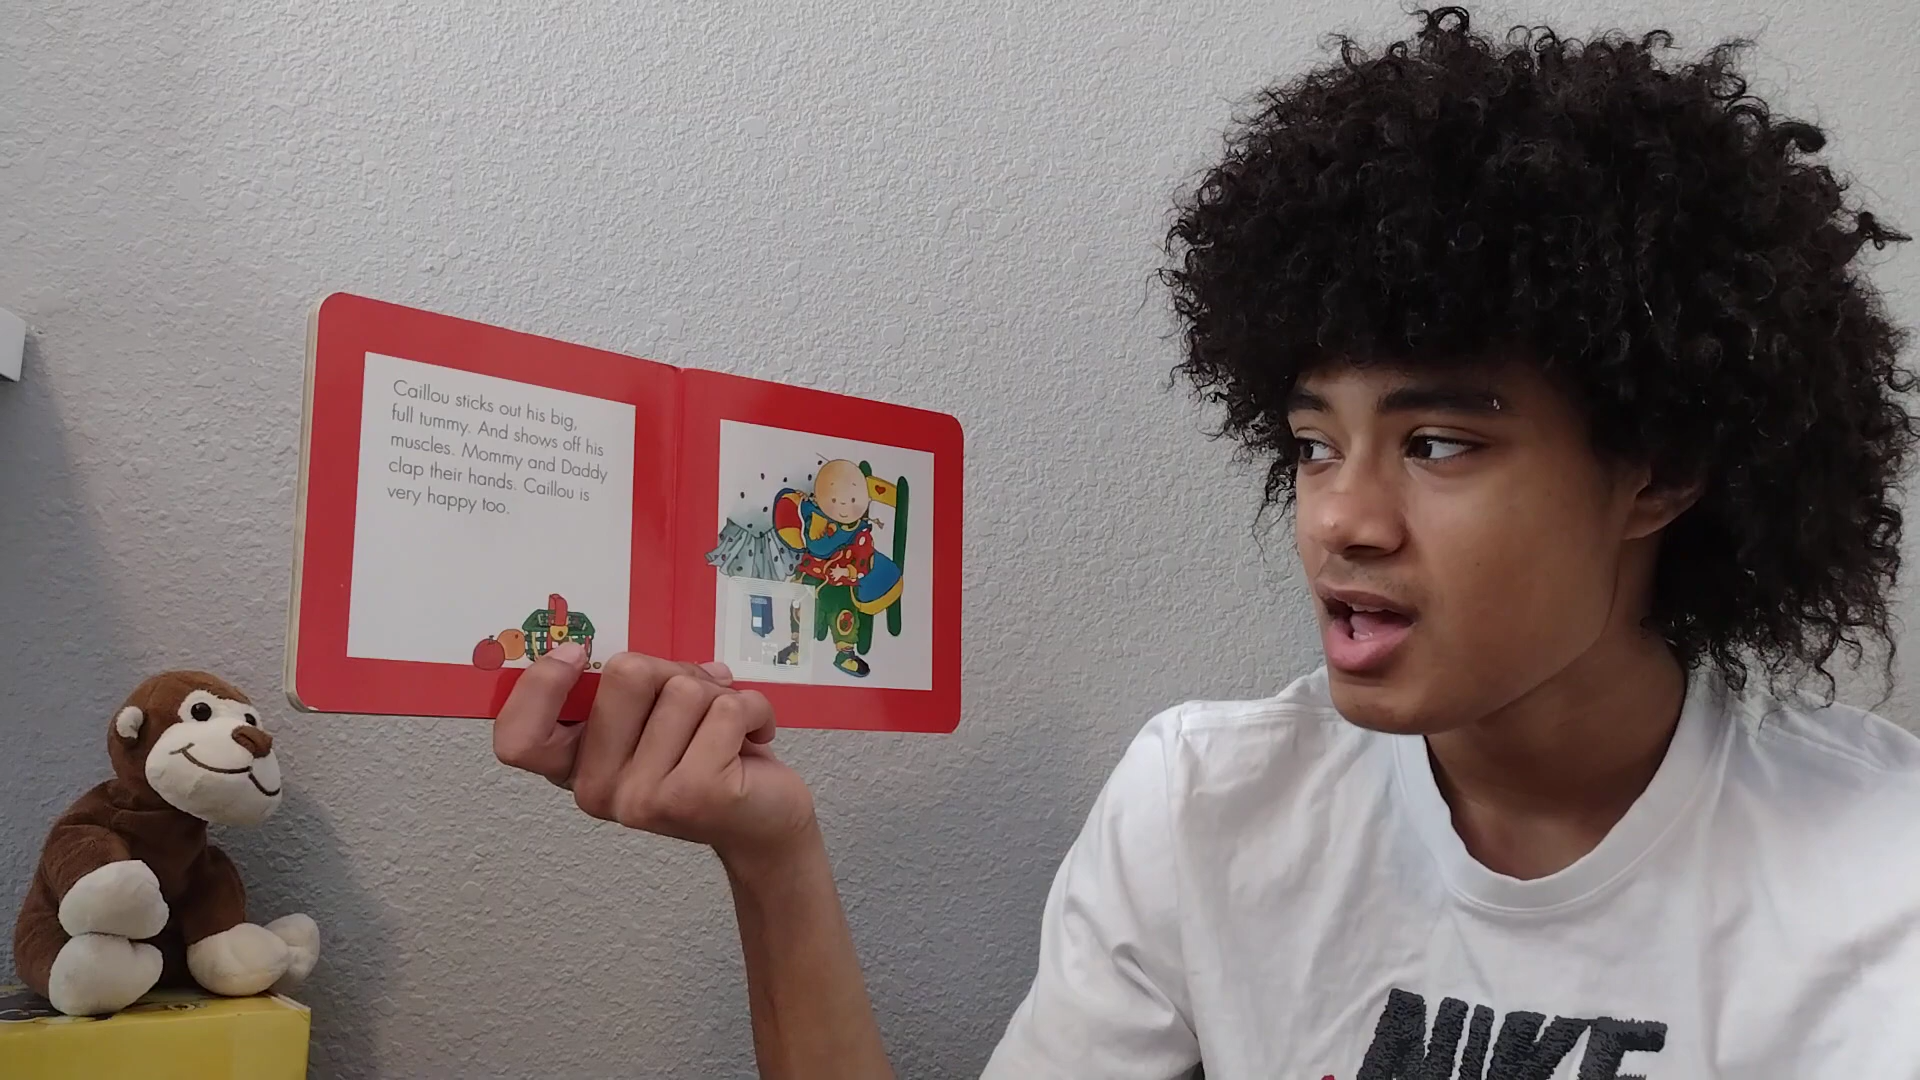 Caillou sticks out his big,
full tummy. And shows off his
muscles. Mommy and Daddy
clap their hands. Caillou is
very happy too.
NIKE